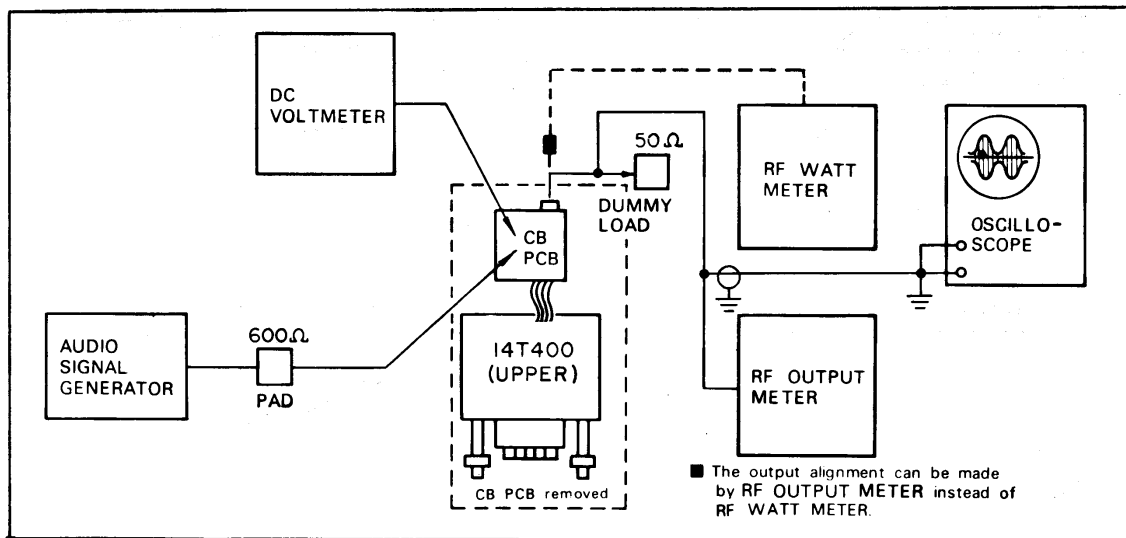 DC
VOLTMETER
50Ω
DUMMY
LOAD
RF WATT
METER
OSCILLO-
SCOPE
CB
PCB
AUDIO
SIGNAL
GENERATOR
600Ω
PAD
14T400
(UPPER)
CB PCB removed
RF OUTPUT
METER
■ The output alignment can be made
by RF OUTPUT METER instead of
RF WATT METER.